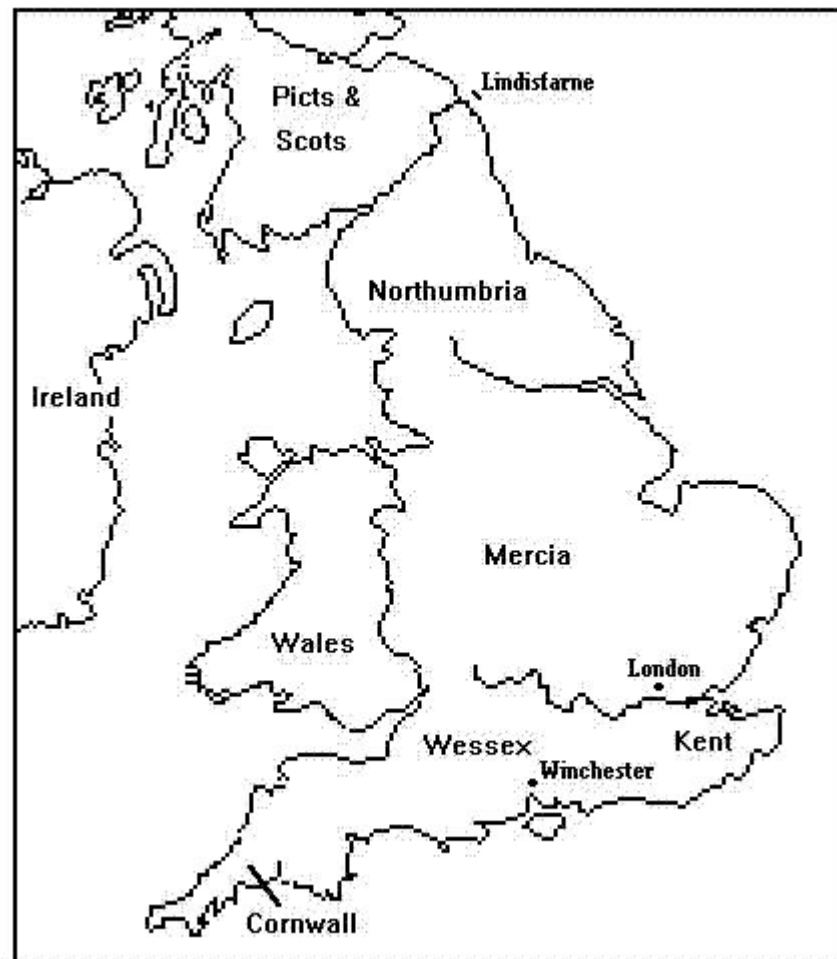 Lindisfarne
Picts &
Scots
Northumbria
Ireland
Mercia
Wales
London
Wessex
Kent
Winchester
Cornwall